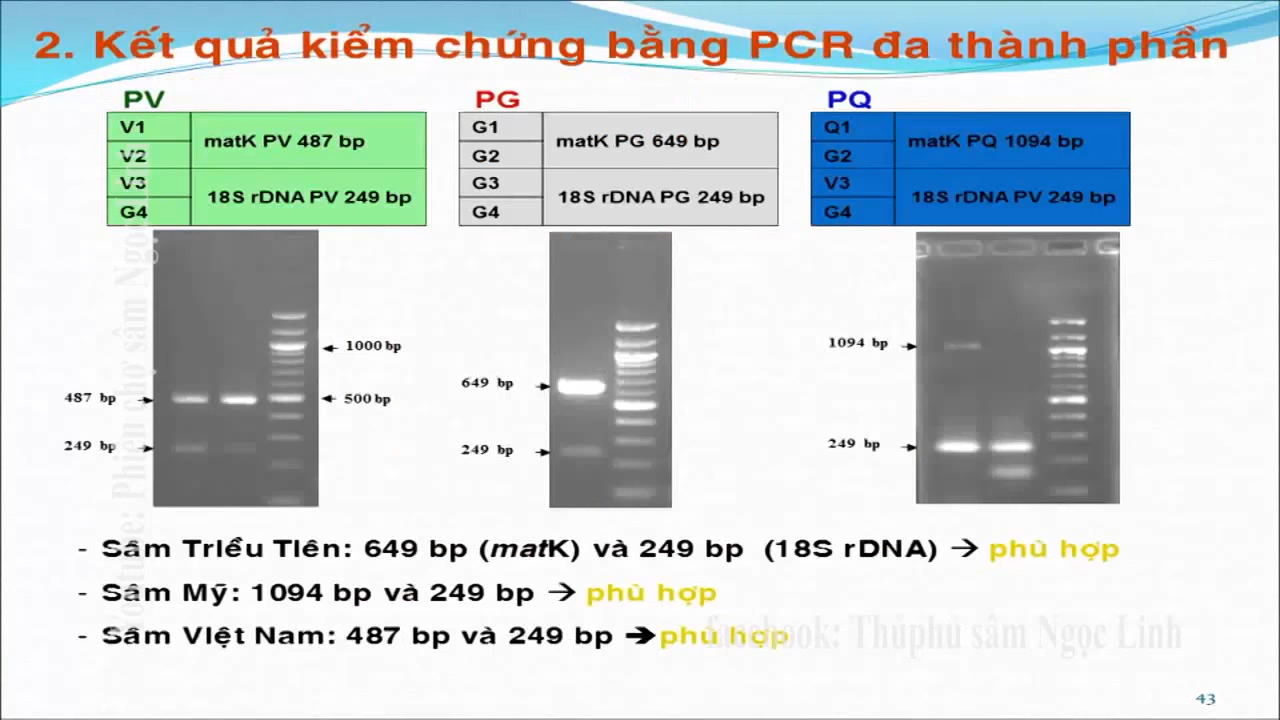 2. Kết quả kiểm chứng bằng PCR đa thành phần
PV
V1
V2
matK PV 487 bp
V3
G4
18S rDNA PV 249 bp
PG
G1
G2
matK PG 649 bp
G3
G4
18S rDNA PG 249 bp
PQ
Q1
G2
matK PQ 1094 bp
V3
G4
18S rDNA PV 249 bp
1000 bp
487 bp
500 bp
249 bp
649 bp
249 bp
1094 bp
249 bp
- Sâm Triều Tiên: 649 bp (matK) và 249 bp (18S rDNA) → phù hợp
- Sâm Mỹ: 1094 bp và 249 bp → phù hợp
- Sâm Việt Nam: 487 bp và 249 bp → phù hợp
facebook: Thủphủ sâm Ngọc Linh
43